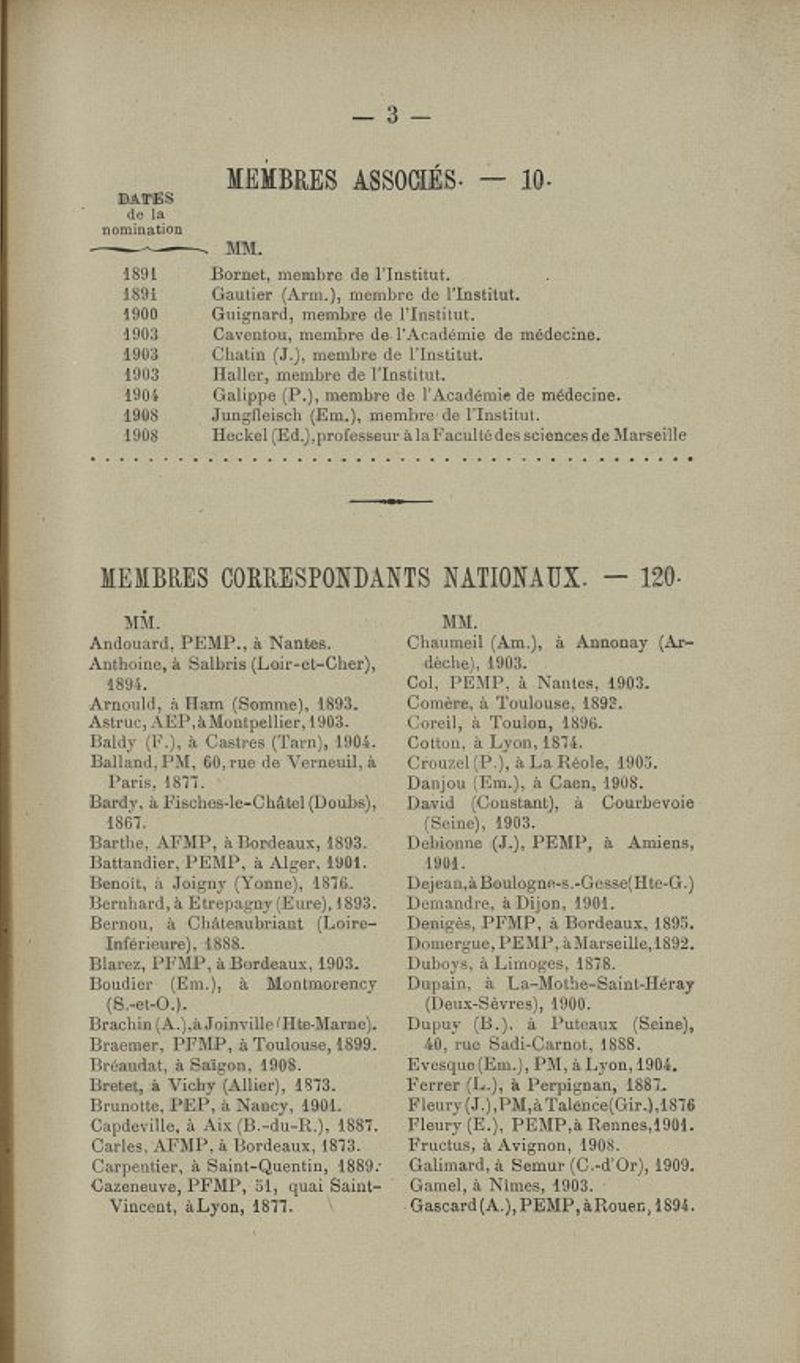 — 3 —
MEMBRES ASSOCIÉS. — 10.
DATES
de la
nomination
MM.
1891 Bornet, membre de l'Institut.
1891 Gautier (Arm.), membre de l'Institut.
1900 Guignard, membre de l'Institut.
1903 Caventou, membre de l'Académie de médecine.
1903 Chatin (J.), membre de l'Institut.
1903 Haller, membre de l'Institut.
1904 Galippe (P.), membre de l'Académie de médecine.
1908 Jungfleisch (Em.), membre de l'Institut.
1908 Heckel (Ed.), professeur à la Faculté des sciences de Marseille
MEMBRES CORRESPONDANTS NATIONAUX. — 120.
MM.
Andouard, PEMP., à Nantes.
Anthoine, à Salbris (Loir-et-Cher),
1894.
Arnould, à Ham (Somme), 1893.
Astruc, AEP, à Montpellier, 1903.
Baldy (F.), à Castres (Tarn), 1904.
Balland, PM, 60, rue de Verneuil, à
Paris, 1877.
Bardy, à Fisches-le-Châtel (Doubs),
1867.
Barthe, AFMP, à Bordeaux, 1893.
Battandier, PEMP, à Alger, 1901.
Benoît, à Joigny (Yonne), 1876.
Bernhard, à Etrepagny (Eure), 1893.
Bernou, à Châteaubriant (Loire-
Inférieure), 1888.
Blarez, PFMP, à Bordeaux, 1903.
Boudier (Em.), à Montmorency
(S.-et-O.).
Brachin (A.), à Joinville (Hte-Marne).
Braemer, PFMP, à Toulouse, 1899.
Bréaudat, à Saïgon, 1908.
Bretet, à Vichy (Allier), 1873.
Brunotte, PEP, à Nancy, 1901.
Capdeville, à Aix (B.-du-R.), 1887.
Carles, AFMP, à Bordeaux, 1873.
Carpentier, à Saint-Quentin, 1889.
Cazeneuve, PFMP, 51, quai Saint-
Vincent, à Lyon, 1877.
MM.
Chaumeil (Am.), à Annonay (Ar-
dèche), 1903.
Col, PEMP, à Nantes, 1903.
Comère, à Toulouse, 1892.
Coreil, à Toulon, 1896.
Cotton, à Lyon, 1874.
Crouzel (P.), à La Réole, 1905.
Danjou (Em.), à Caen, 1908.
David (Constant), à Courbevoie
(Seine), 1903.
Debionne (J.), PEMP, à Amiens,
1901.
Dejean, à Boulogne-s.-Gesse (Hte-G.)
Demandre, à Dijon, 1901.
Denigès, PFMP, à Bordeaux, 1895.
Domergue, PEMP, à Marseille, 1892.
Duboys, à Limoges, 1878.
Dupain, à La-Mothe-Saint-Héray
(Deux-Sèvres), 1900.
Dupuy (B.), à Puteaux (Seine),
40, rue Sadi-Carnot, 1888.
Evesque (Em.), PM, à Lyon, 1904.
Ferrer (L.), à Perpignan, 1887.
Fleury (J.), PM, à Talence (Gir.), 1876
Fleury (E.), PEMP, à Rennes, 1901.
Fructus, à Avignon, 1908.
Galimard, à Semur (C.-d'Or), 1909.
Gamel, à Nîmes, 1903.
Gascard (A.), PEMP, à Rouen, 1894.